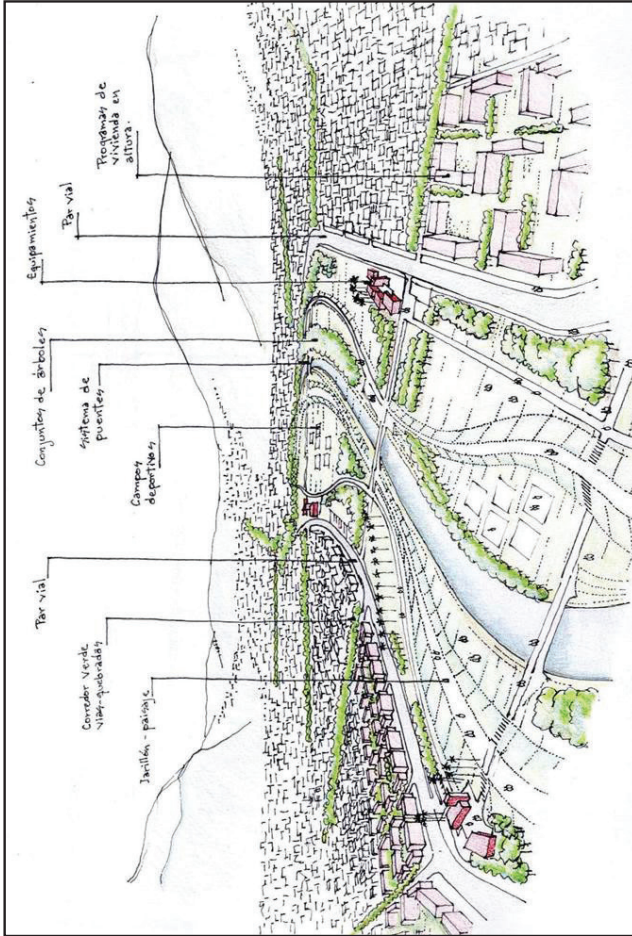 Jarillón - paisaje
Corredor verde
vias-quebradas
Par vial
Campos
deportivos
sistema de
puentes
Conjuntos de árboles
Equipamientos
Par vial
Programas de
vivienda en
altura.